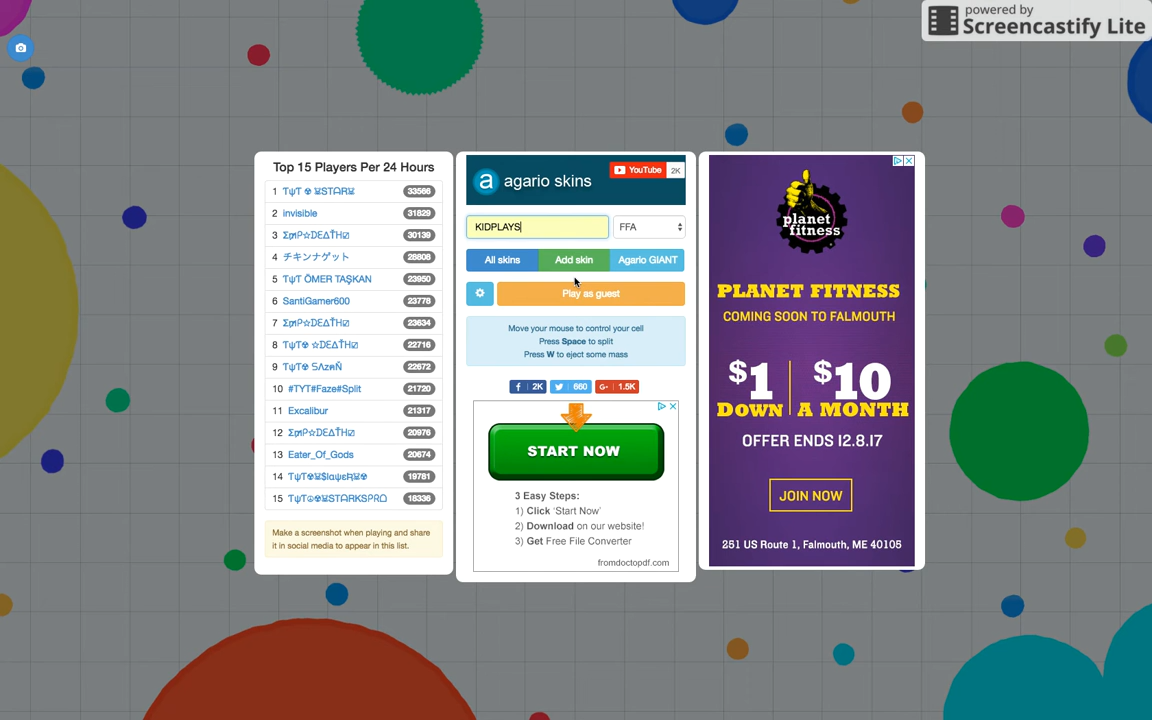 powered by
Screencastify Lite
Top 15 Players Per 24 Hours
1 33566
2 invisible 31829
3 30139
4 チキンナゲット 28808
5 ÖMER TAŞKAN 23950
6 SantiGamer600 23778
7 23634
8 22716
9 22672
10 #TYT#Faze#Split 21720
11 Excalibur 21317
12 20976
13 Eater_Of_Gods 20674
14 19781
15 18336
Make a screenshot when playing and share
it in social media to appear in this list.
a agario skins
YouTube 2K
KIDPLAYS
FFA
All skins
Add skin
Agario GIANT
Play as guest
Move your mouse to control your cell
Press Space to split
Press W to eject some mass
f 2K
660
G+ 1.5K
START NOW
3 Easy Steps:
1) Click ‘Start Now’
2) Download on our website!
3) Get Free File Converter
fromdoctopdf.com
planet
fitness
PLANET FITNESS
COMING SOON TO FALMOUTH
$1
DOWN
$10
A MONTH
OFFER ENDS 12.8.17
JOIN NOW
251 US Route 1, Falmouth, ME 40105